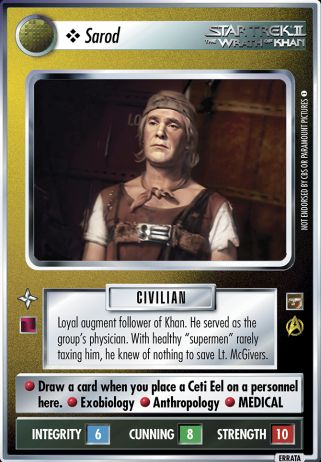 ❖ Sarod
STAR TREK II
THE WRATH OF KHAN
NOT ENDORSED BY CBS OR PARAMOUNT PICTURES
CIVILIAN
Loyal augment follower of Khan. He served as the
group's physician. With healthy "supermen" rarely
taxing him, he knew of nothing to save Lt. McGivers.
● Draw a card when you place a Ceti Eel on a personnel
here. ● Exobiology ● Anthropology ● MEDICAL
INTEGRITY 6 CUNNING 8 STRENGTH 10
ERRATA